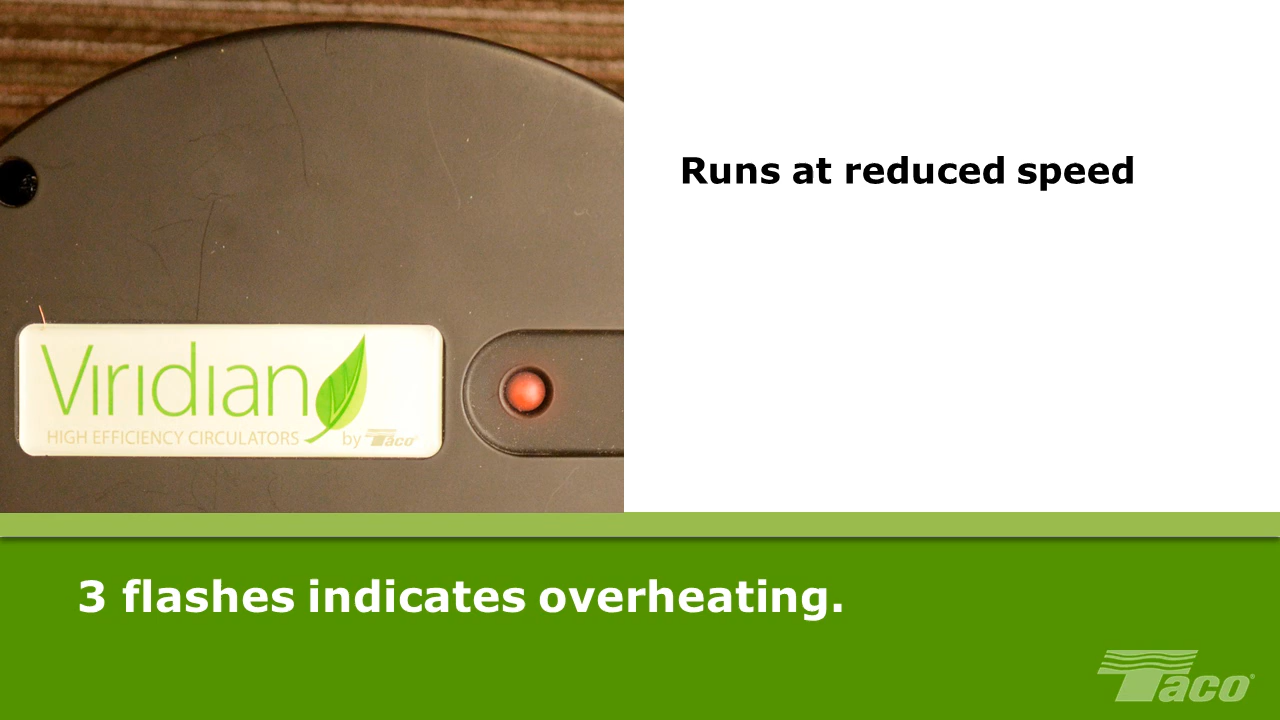 Runs at reduced speed
Viridian
HIGH EFFICIENCY CIRCULATORS by Taco
3 flashes indicates overheating.
Taco®